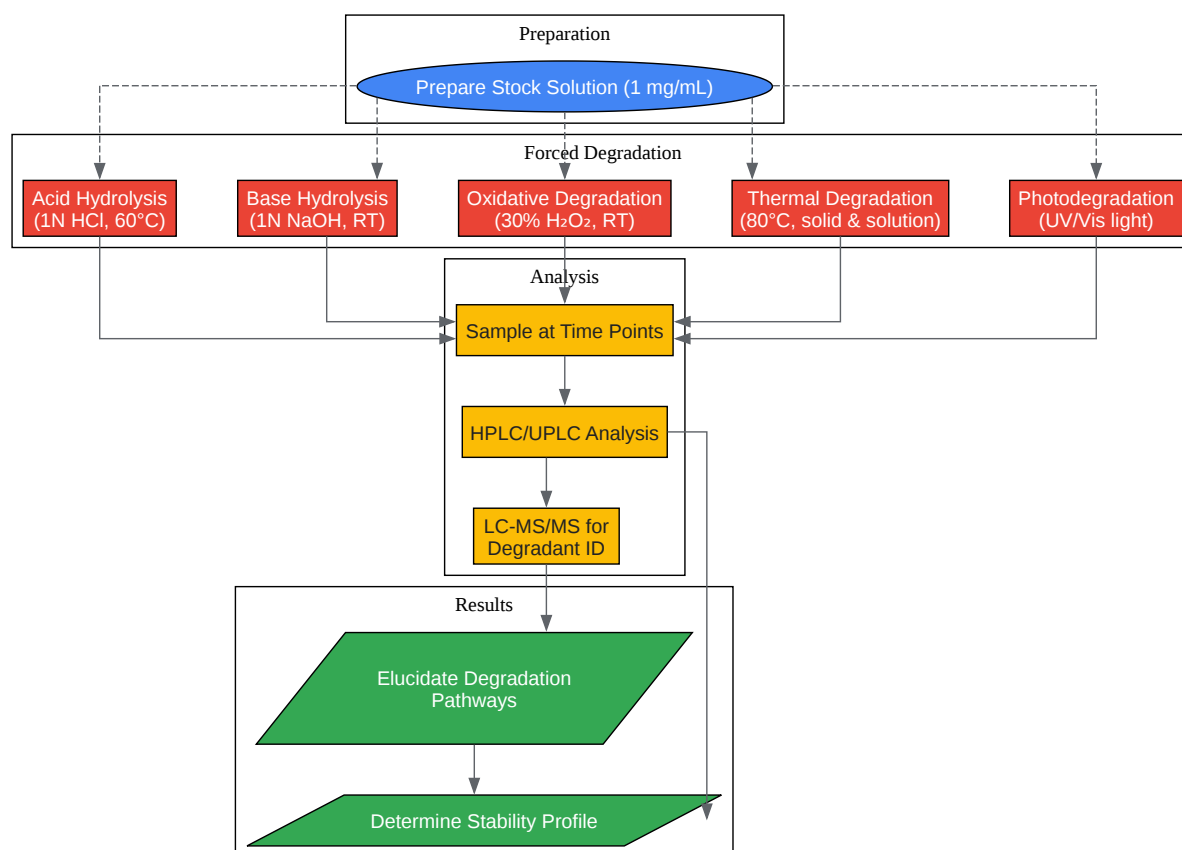 Preparation
Prepare Stock Solution (1 mg/mL)
Forced Degradation
Acid Hydrolysis
(1N HCl, 60°C)
Base Hydrolysis
(1N NaOH, RT)
Oxidative Degradation
(30% H₂O₂, RT)
Thermal Degradation
(80°C, solid & solution)
Photodegradation
(UV/Vis light)
Analysis
Sample at Time Points
HPLC/UPLC Analysis
LC-MS/MS for
Degradant ID
Results
Elucidate Degradation
Pathways
Determine Stability Profile